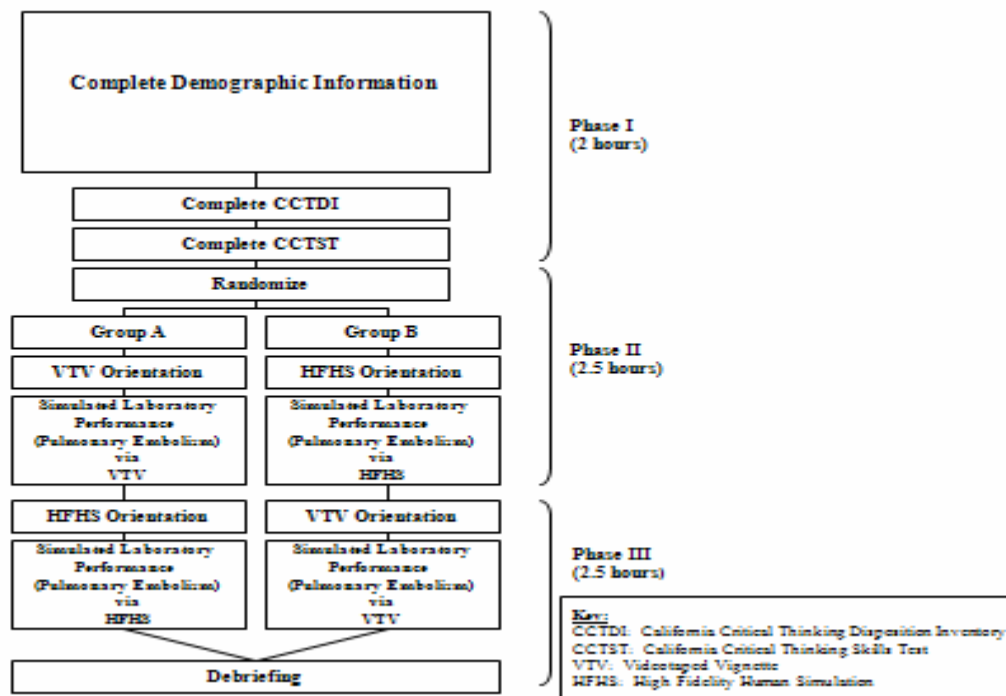 Complete Demographic Information
Phase I
(2 hours)
Complete CCTDI
Complete CCTST
Randomize
Group A
Group B
Phase II
(2.5 hours)
VTV Orientation
HFHS Orientation
Simulated Laboratory
Performance
(Pulmonary Embolism)
via
VTV
Simulated Laboratory
Performance
(Pulmonary Embolism)
via
HFHS
HFHS Orientation
VTV Orientation
Simulated Laboratory
Performance
(Pulmonary Embolism)
via
HFHS
Simulated Laboratory
Performance
(Pulmonary Embolism)
via
VTV
Phase III
(2.5 hours)
Debriefing
Key:
CCTDI: California Critical Thinking Disposition Inventory
CCTST: California Critical Thinking Skills Test
VTV: Videotaped Vignette
HFHS: High Fidelity Human Simulation